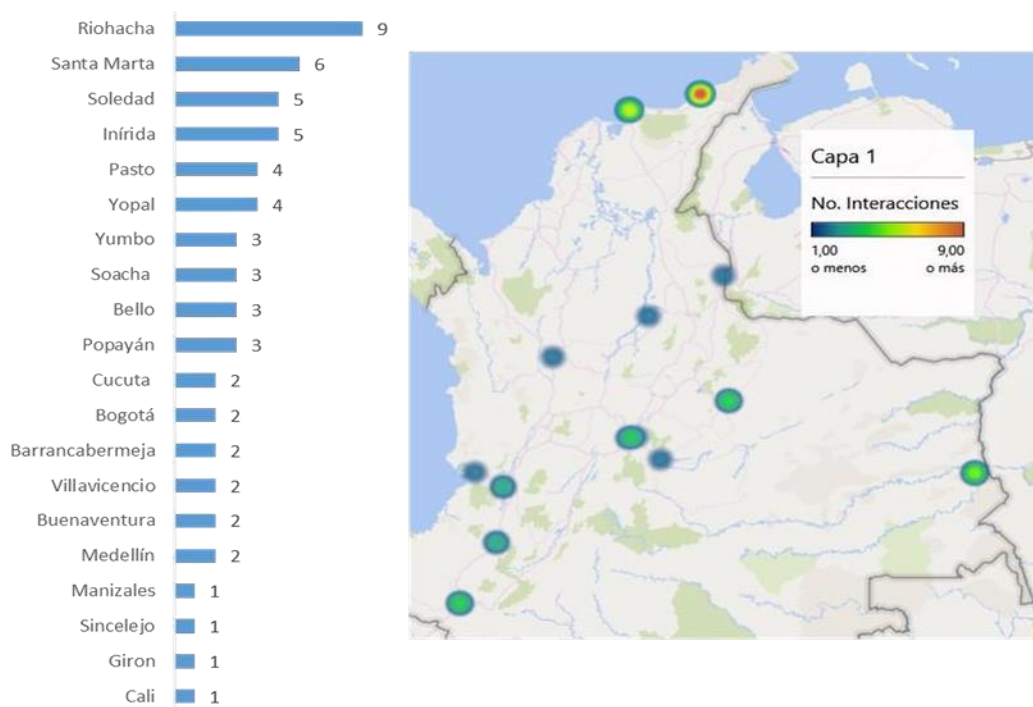 Riohacha 9
Santa Marta 6
Soledad 5
Inírida 5
Pasto 4
Yopal 4
Yumbo 3
Soacha 3
Bello 3
Popayán 3
Cucuta 2
Bogotá 2
Barrancabermeja 2
Villavicencio 2
Buenaventura 2
Medellín 2
Manizales 1
Sincelejo 1
Giron 1
Cali 1
Capa 1
No. Interacciones
1,00 9,00
o menos o más